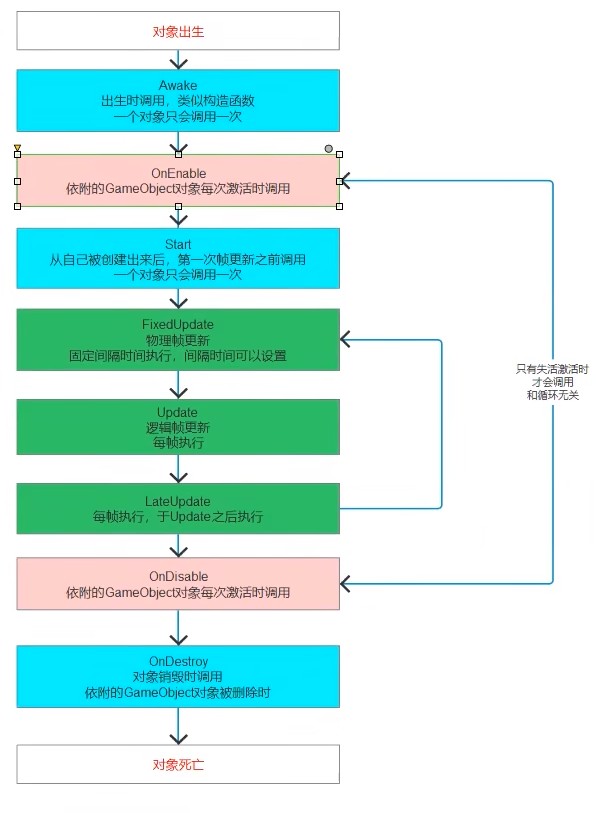 对象出生
Awake
出生时调用，类似构造函数
一个对象只会调用一次
OnEnable
依附的GameObject对象每次激活时调用
Start
从自己被创建出来后，第一次帧更新之前调用
一个对象只会调用一次
FixedUpdate
物理帧更新
固定间隔时间执行，间隔时间可以设置
只有失活激活时
才会调用
和循环无关
Update
逻辑帧更新
每帧执行
LateUpdate
每帧执行，于Update之后执行
OnDisable
依附的GameObject对象每次激活时调用
OnDestroy
对象销毁时调用
依附的GameObject对象被删除时
对象死亡